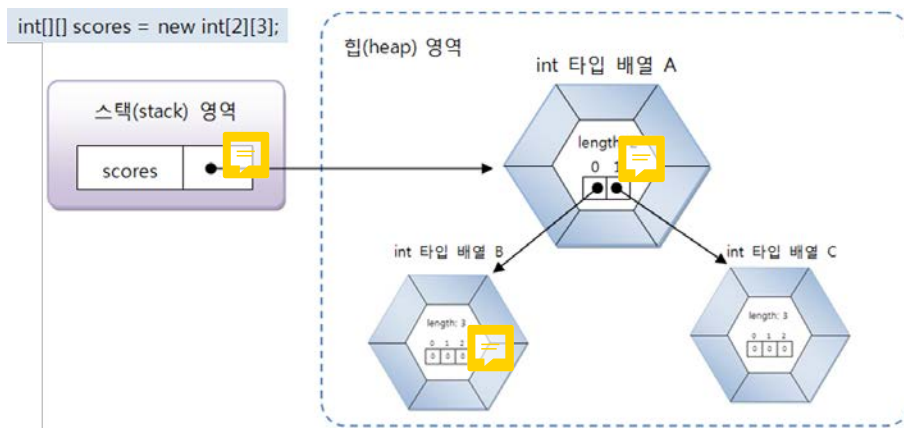 int[][] scores = new int[2][3];
힙(heap) 영역
int 타입 배열 A
스택(stack) 영역
scores
length:
0 1
int 타입 배열 B
int 타입 배열 C
length: 3
0 1 2
0 0 0
length: 3
0 1 2
0 0 0